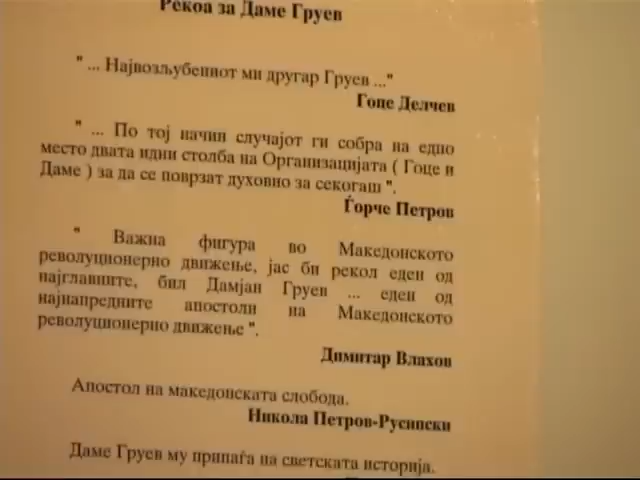 Рекоа за Даме Груев
" ... Највозљубениот ми другар Груев ..."
Гоце Делчев
" ... По тој начин случајот ги собра на едно
место двата идни столба на Организацијата ( Гоце и
Даме ) за да се поврзат духовно за секогаш ".
Ѓорче Петров
" Важна фигура во Македонското
револуционерно движење, јас би рекол еден од
најглавните, бил Дамјан Груев ... еден од
најнапредните апостоли на Македонското
револуционерно движење ".
Димитар Влахов
Апостол на македонската слобода.
Никола Петров-Русински
Даме Груев му припаѓа на светската историја.